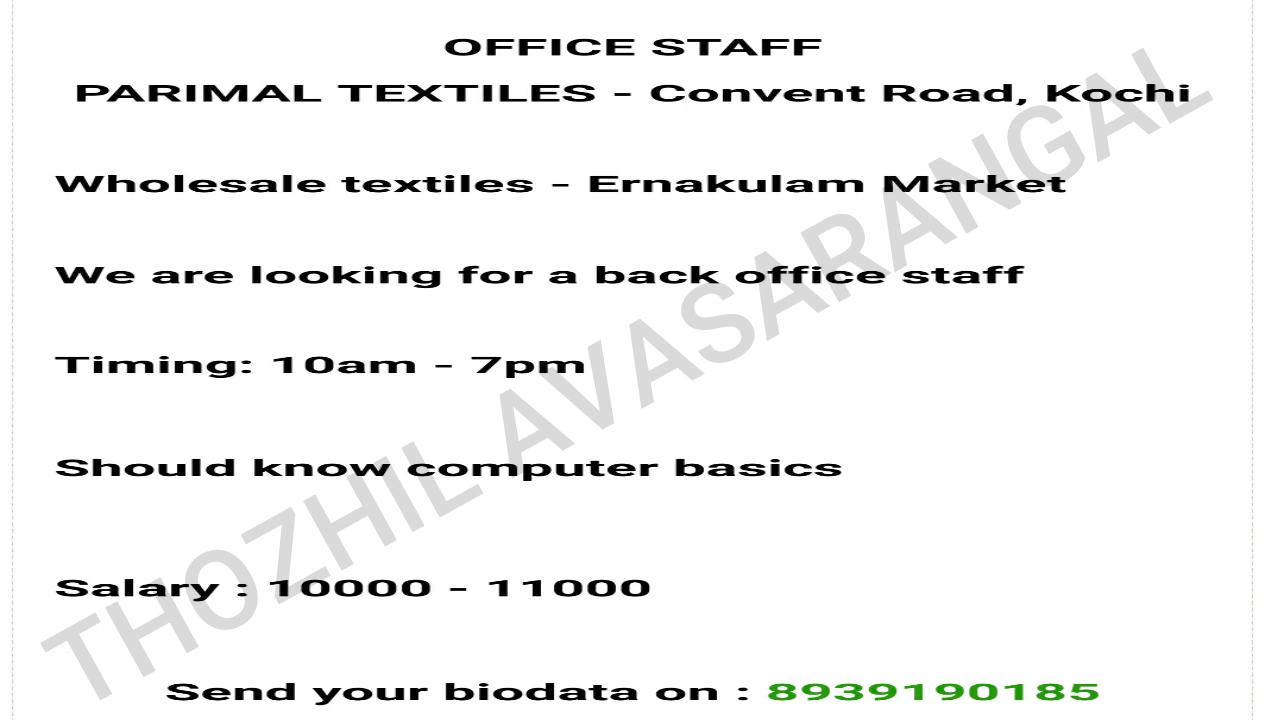 OFFICE STAFF
PARIMAL TEXTILES - Convent Road, Kochi
Wholesale textiles - Ernakulam Market
We are looking for a back office staff
Timing: 10am - 7pm
Should know computer basics
Salary : 10000 - 11000
Send your biodata on : 8939190185
THOZHIL AVASARANGAL